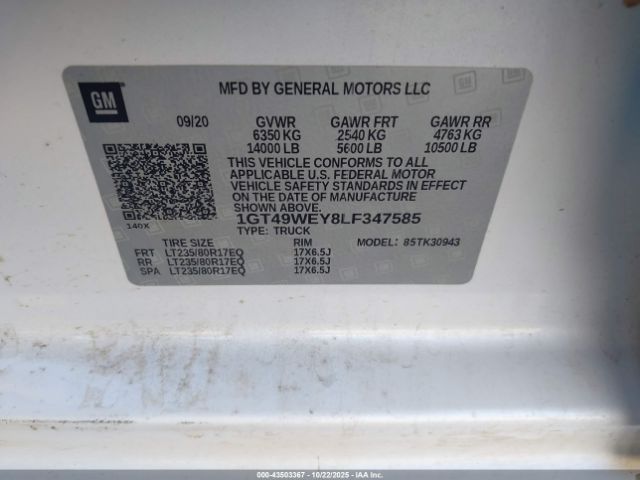 GM
MFD BY GENERAL MOTORS LLC
09/20 GVWR GAWR FRT GAWR RR
6350 KG 2540 KG 4763 KG
14000 LB 5600 LB 10500 LB
THIS VEHICLE CONFORMS TO ALL
APPLICABLE U.S. FEDERAL MOTOR
VEHICLE SAFETY STANDARDS IN EFFECT
ON THE DATE OF MANUFACTURE
SHOWN ABOVE.
1GT49WEY8LF347585
140X
TYPE: TRUCK
TIRE SIZE RIM MODEL: 85TK30943
FRT LT235/80R17EQ 17X6.5J
RR LT235/80R17EQ 17X6.5J
SPA LT235/80R17EQ 17X6.5J
000-43503367 - 10/22/2025 - IAAI.COM